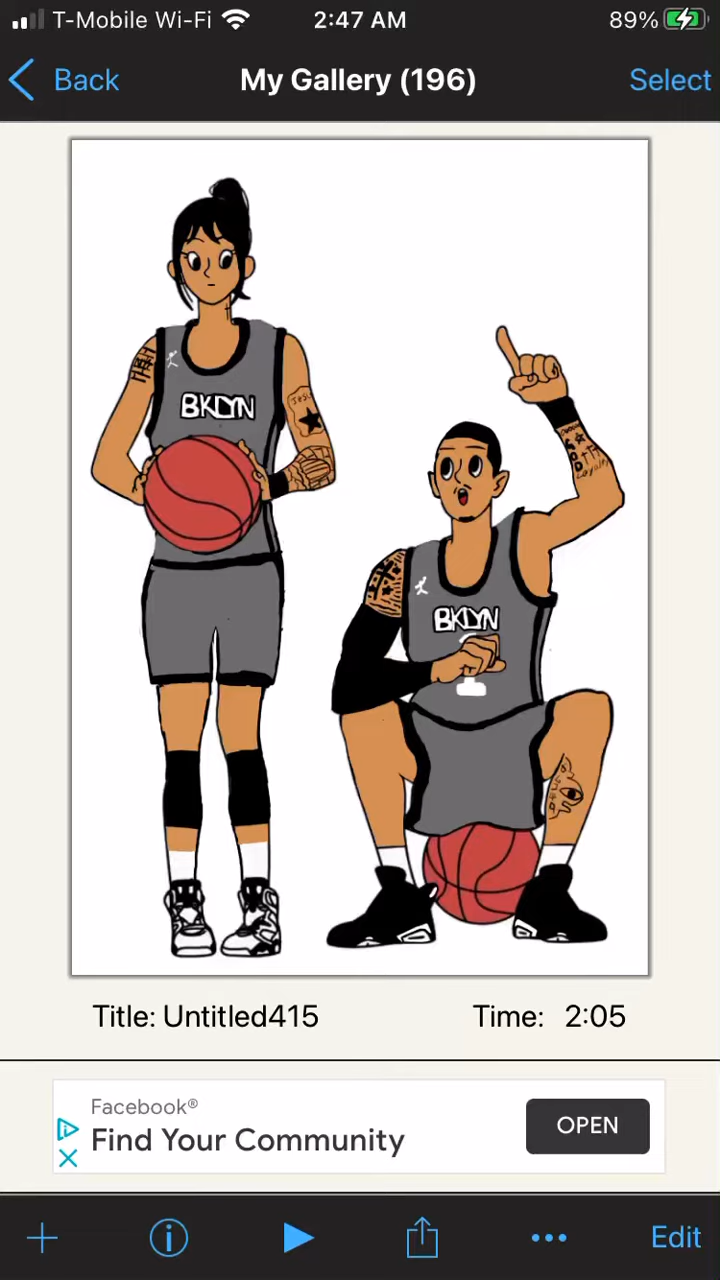 T-Mobile Wi-Fi 2:47 AM 89%
Back My Gallery (196) Select
BKLYN
BKLYN
Loyalty
Title: Untitled415 Time: 2:05
Facebook®
Find Your Community
OPEN
Edit